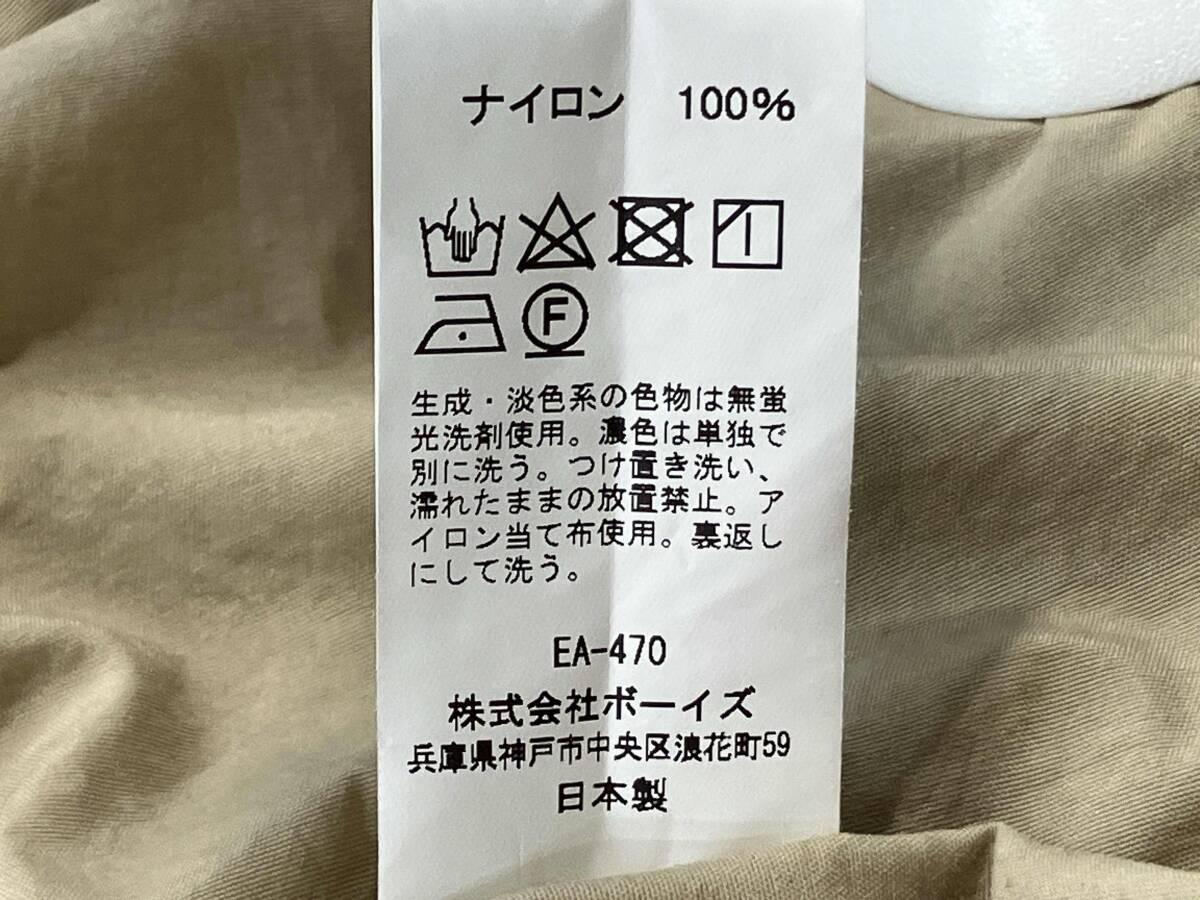 ナイロン 100%
F
生成・淡色系の色物は無蛍
光洗剤使用。濃色は単独で
別に洗う。つけ置き洗い、
濡れたままの放置禁止。ア
イロン当て布使用。裏返し
にして洗う。
EA-470
株式会社ボーイズ
兵庫県神戸市中央区浪花町59
日本製